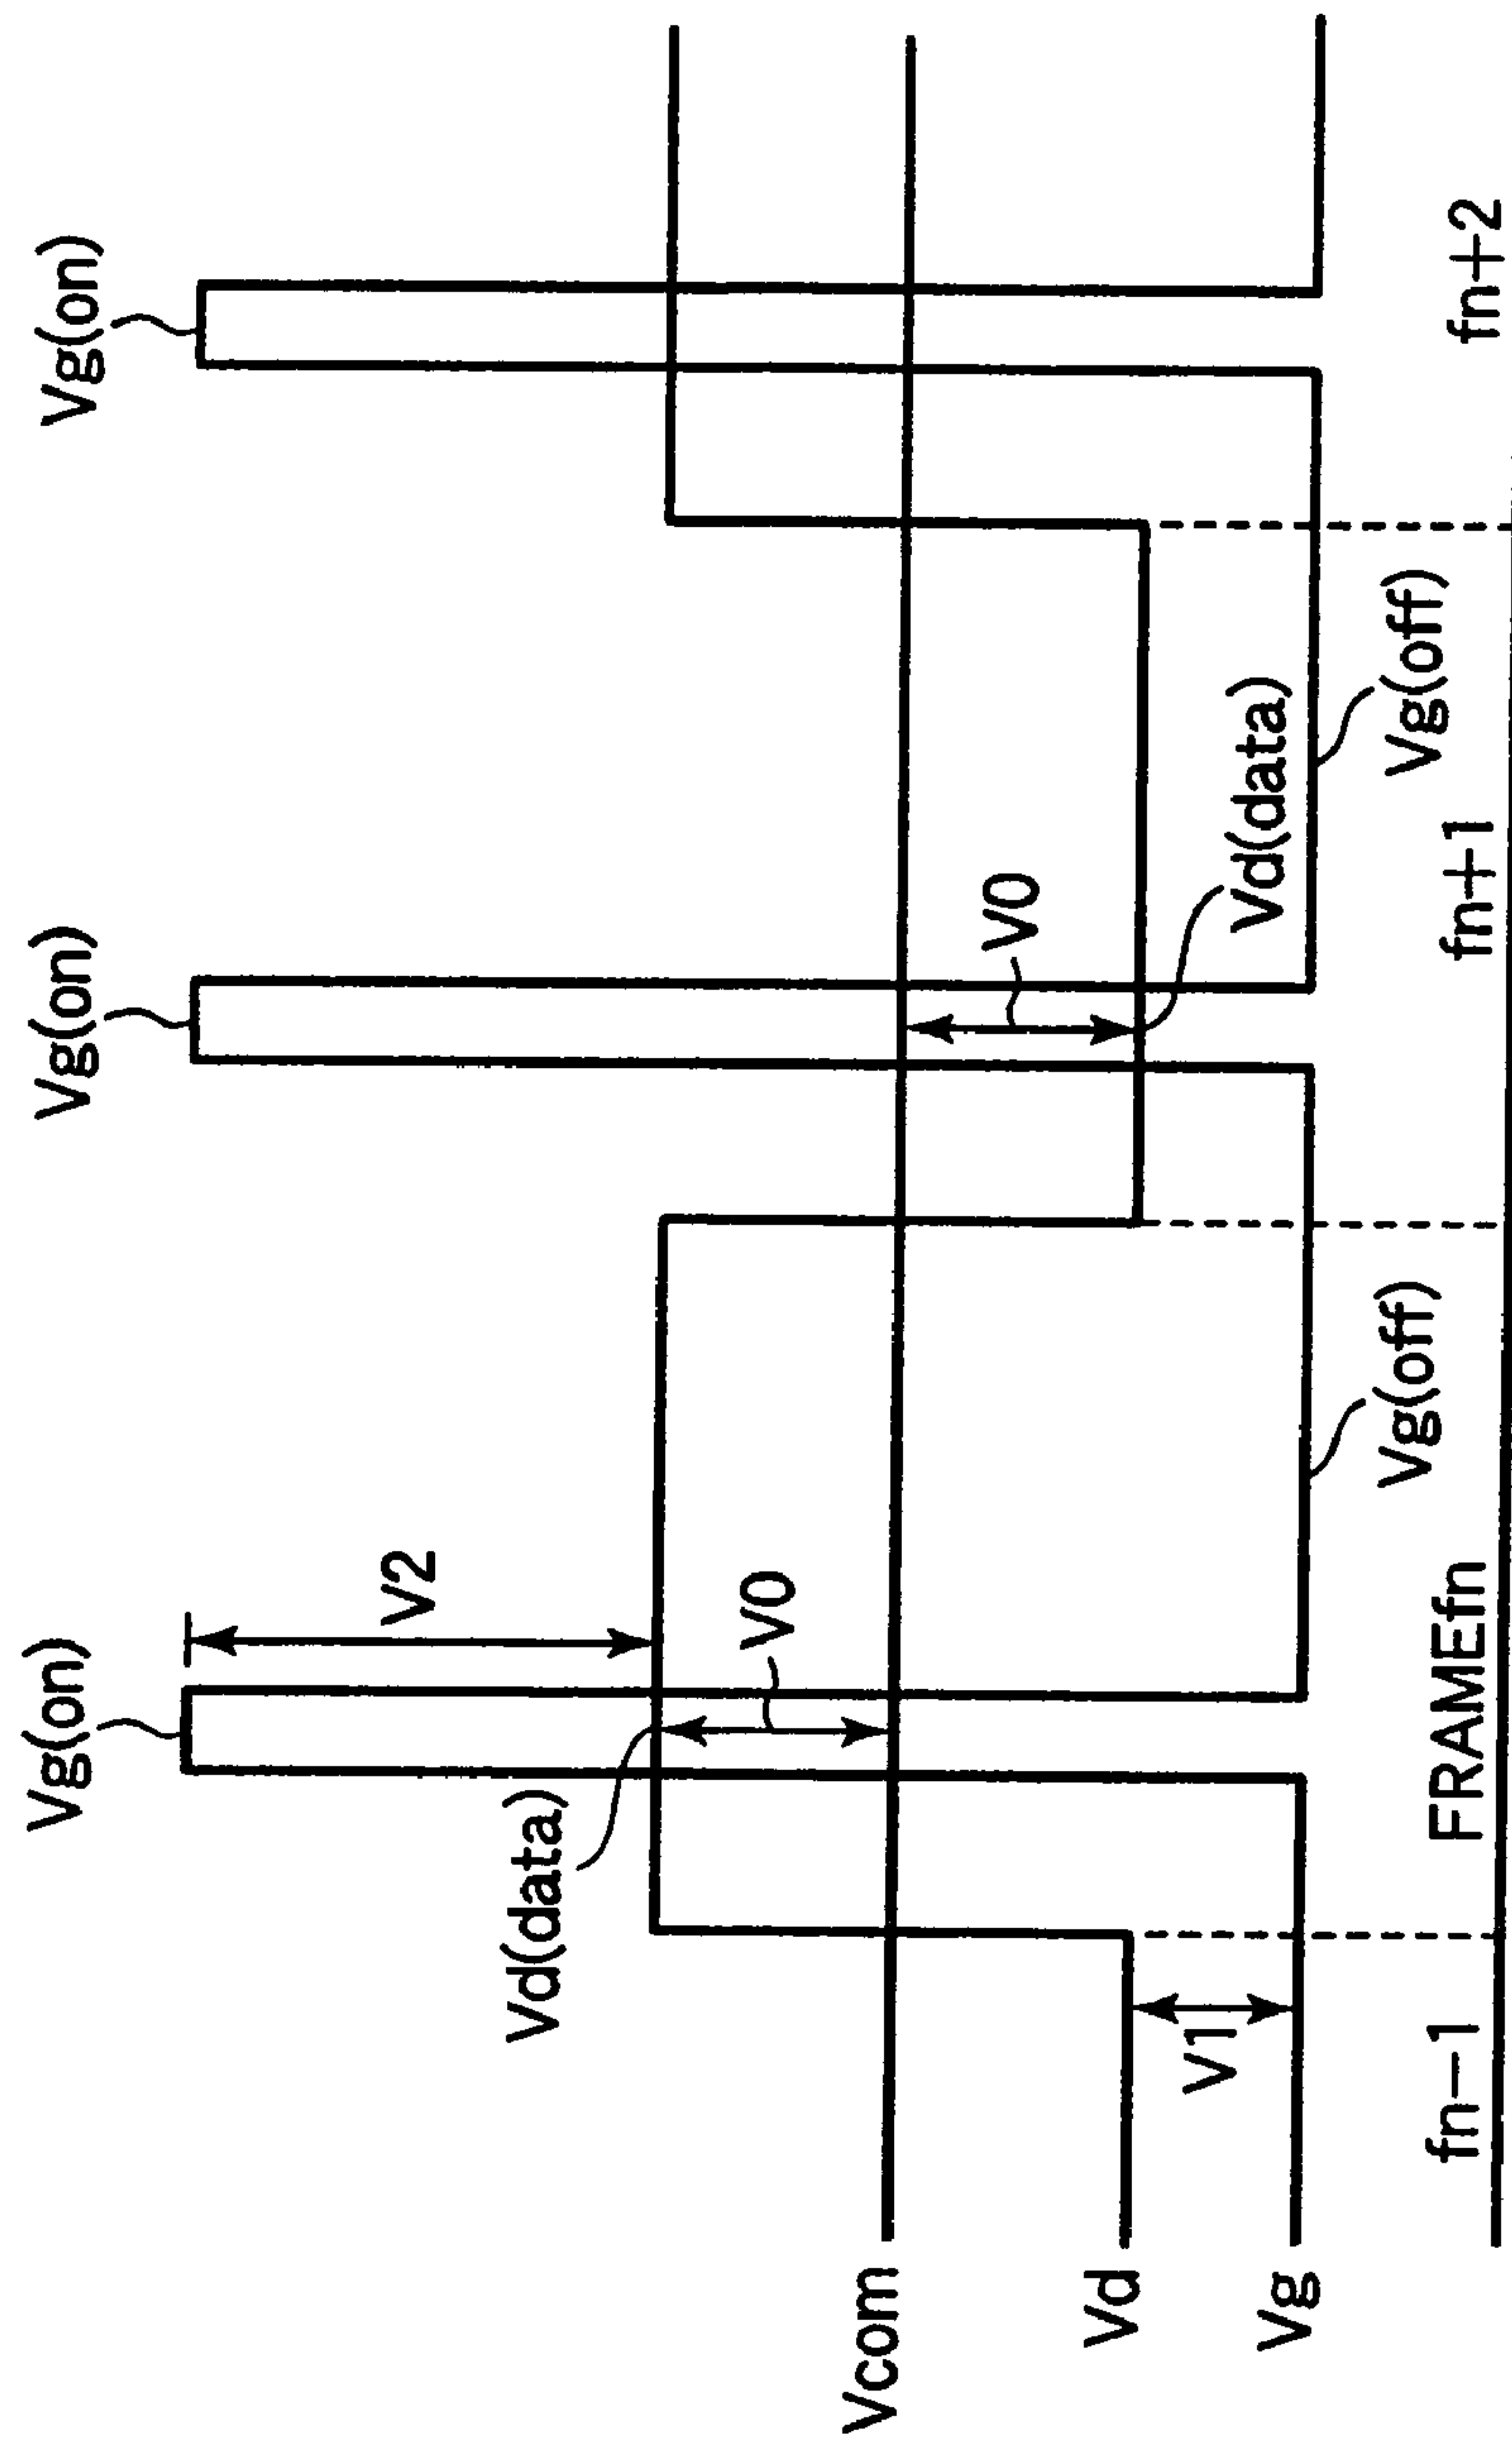 Vg(on)
Vg(on)
Vg(on)
V2
Vd(data)
V0
Vcom
V0
Vd
V1
Vd(data)
Vg
Vg(off)
Vg(off)
fn−1
FRAMEfn
fn+1
fn+2